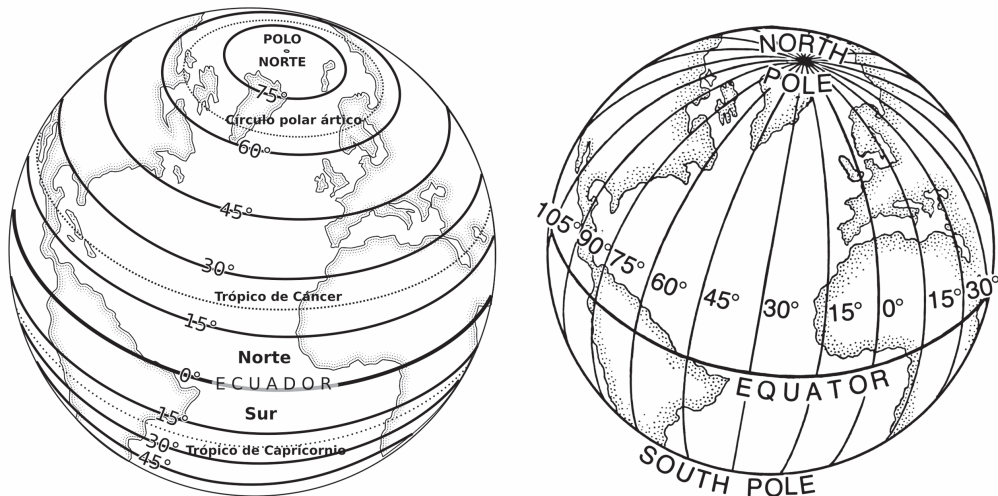 POLO
NORTE
75°
Círculo polar ártico
60°
45°
30°
Trópico de Cáncer
15°
Norte
0°
ECUADOR
Sur
15°
30°
Trópico de Capricornio
45°
NORTH
POLE
105° 90° 75° 60° 45° 30° 15° 0° 15° 30°
EQUATOR
SOUTH POLE